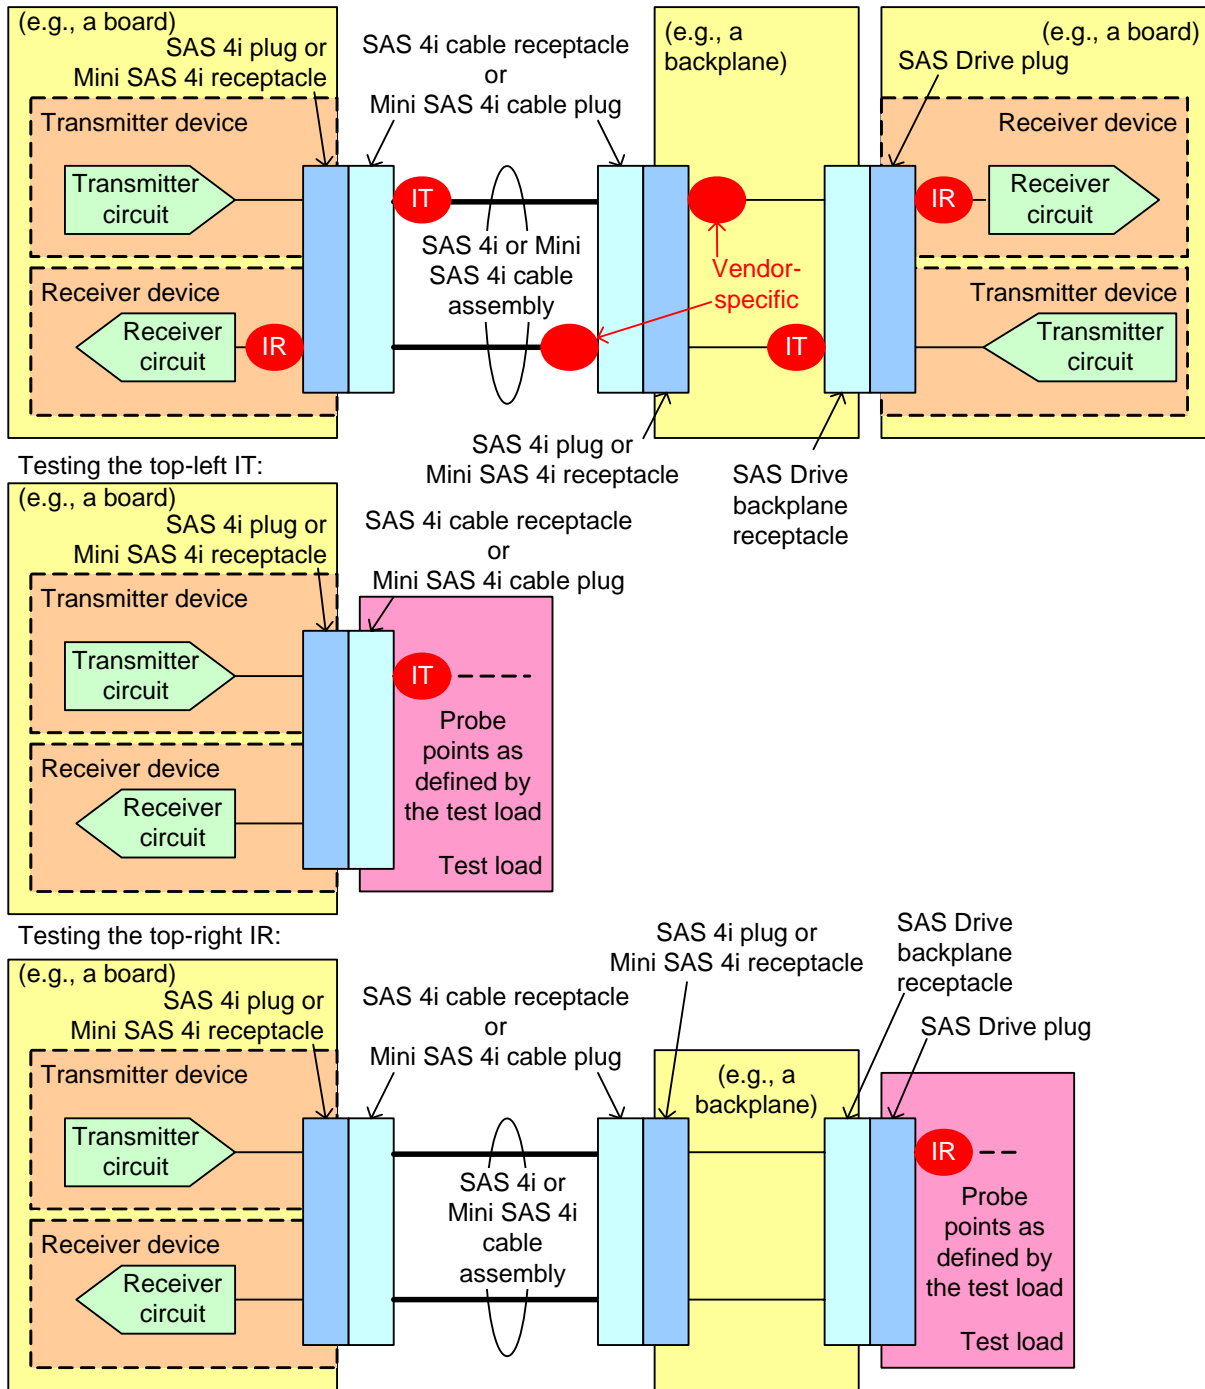 (e.g., a board)
SAS 4i plug or
Mini SAS 4i receptacle
SAS 4i cable receptacle
or
Mini SAS 4i cable plug
(e.g., a
backplane)
(e.g., a board)
SAS Drive plug
Transmitter device
Transmitter
circuit
IT
Receiver device
IR
Receiver
circuit
SAS 4i or Mini
SAS 4i cable
assembly
Vendor-
specific
Receiver device
Receiver
circuit
IR
IT
Transmitter device
Transmitter
circuit
SAS 4i plug or
Mini SAS 4i receptacle
SAS Drive
backplane
receptacle
Testing the top-left IT:
(e.g., a board)
SAS 4i plug or
Mini SAS 4i receptacle
SAS 4i cable receptacle
or
Mini SAS 4i cable plug
Transmitter device
Transmitter
circuit
IT
Receiver device
Receiver
circuit
Probe
points as
defined by
the test load
Test load
Testing the top-right IR:
(e.g., a board)
SAS 4i plug or
Mini SAS 4i receptacle
SAS 4i cable receptacle
or
Mini SAS 4i cable plug
SAS 4i plug or
Mini SAS 4i receptacle
SAS Drive
backplane
receptacle
SAS Drive plug
Transmitter device
Transmitter
circuit
(e.g., a
backplane)
IR
SAS 4i or
Mini SAS 4i
cable
assembly
Receiver device
Receiver
circuit
Probe
points as
defined by
the test load
Test load